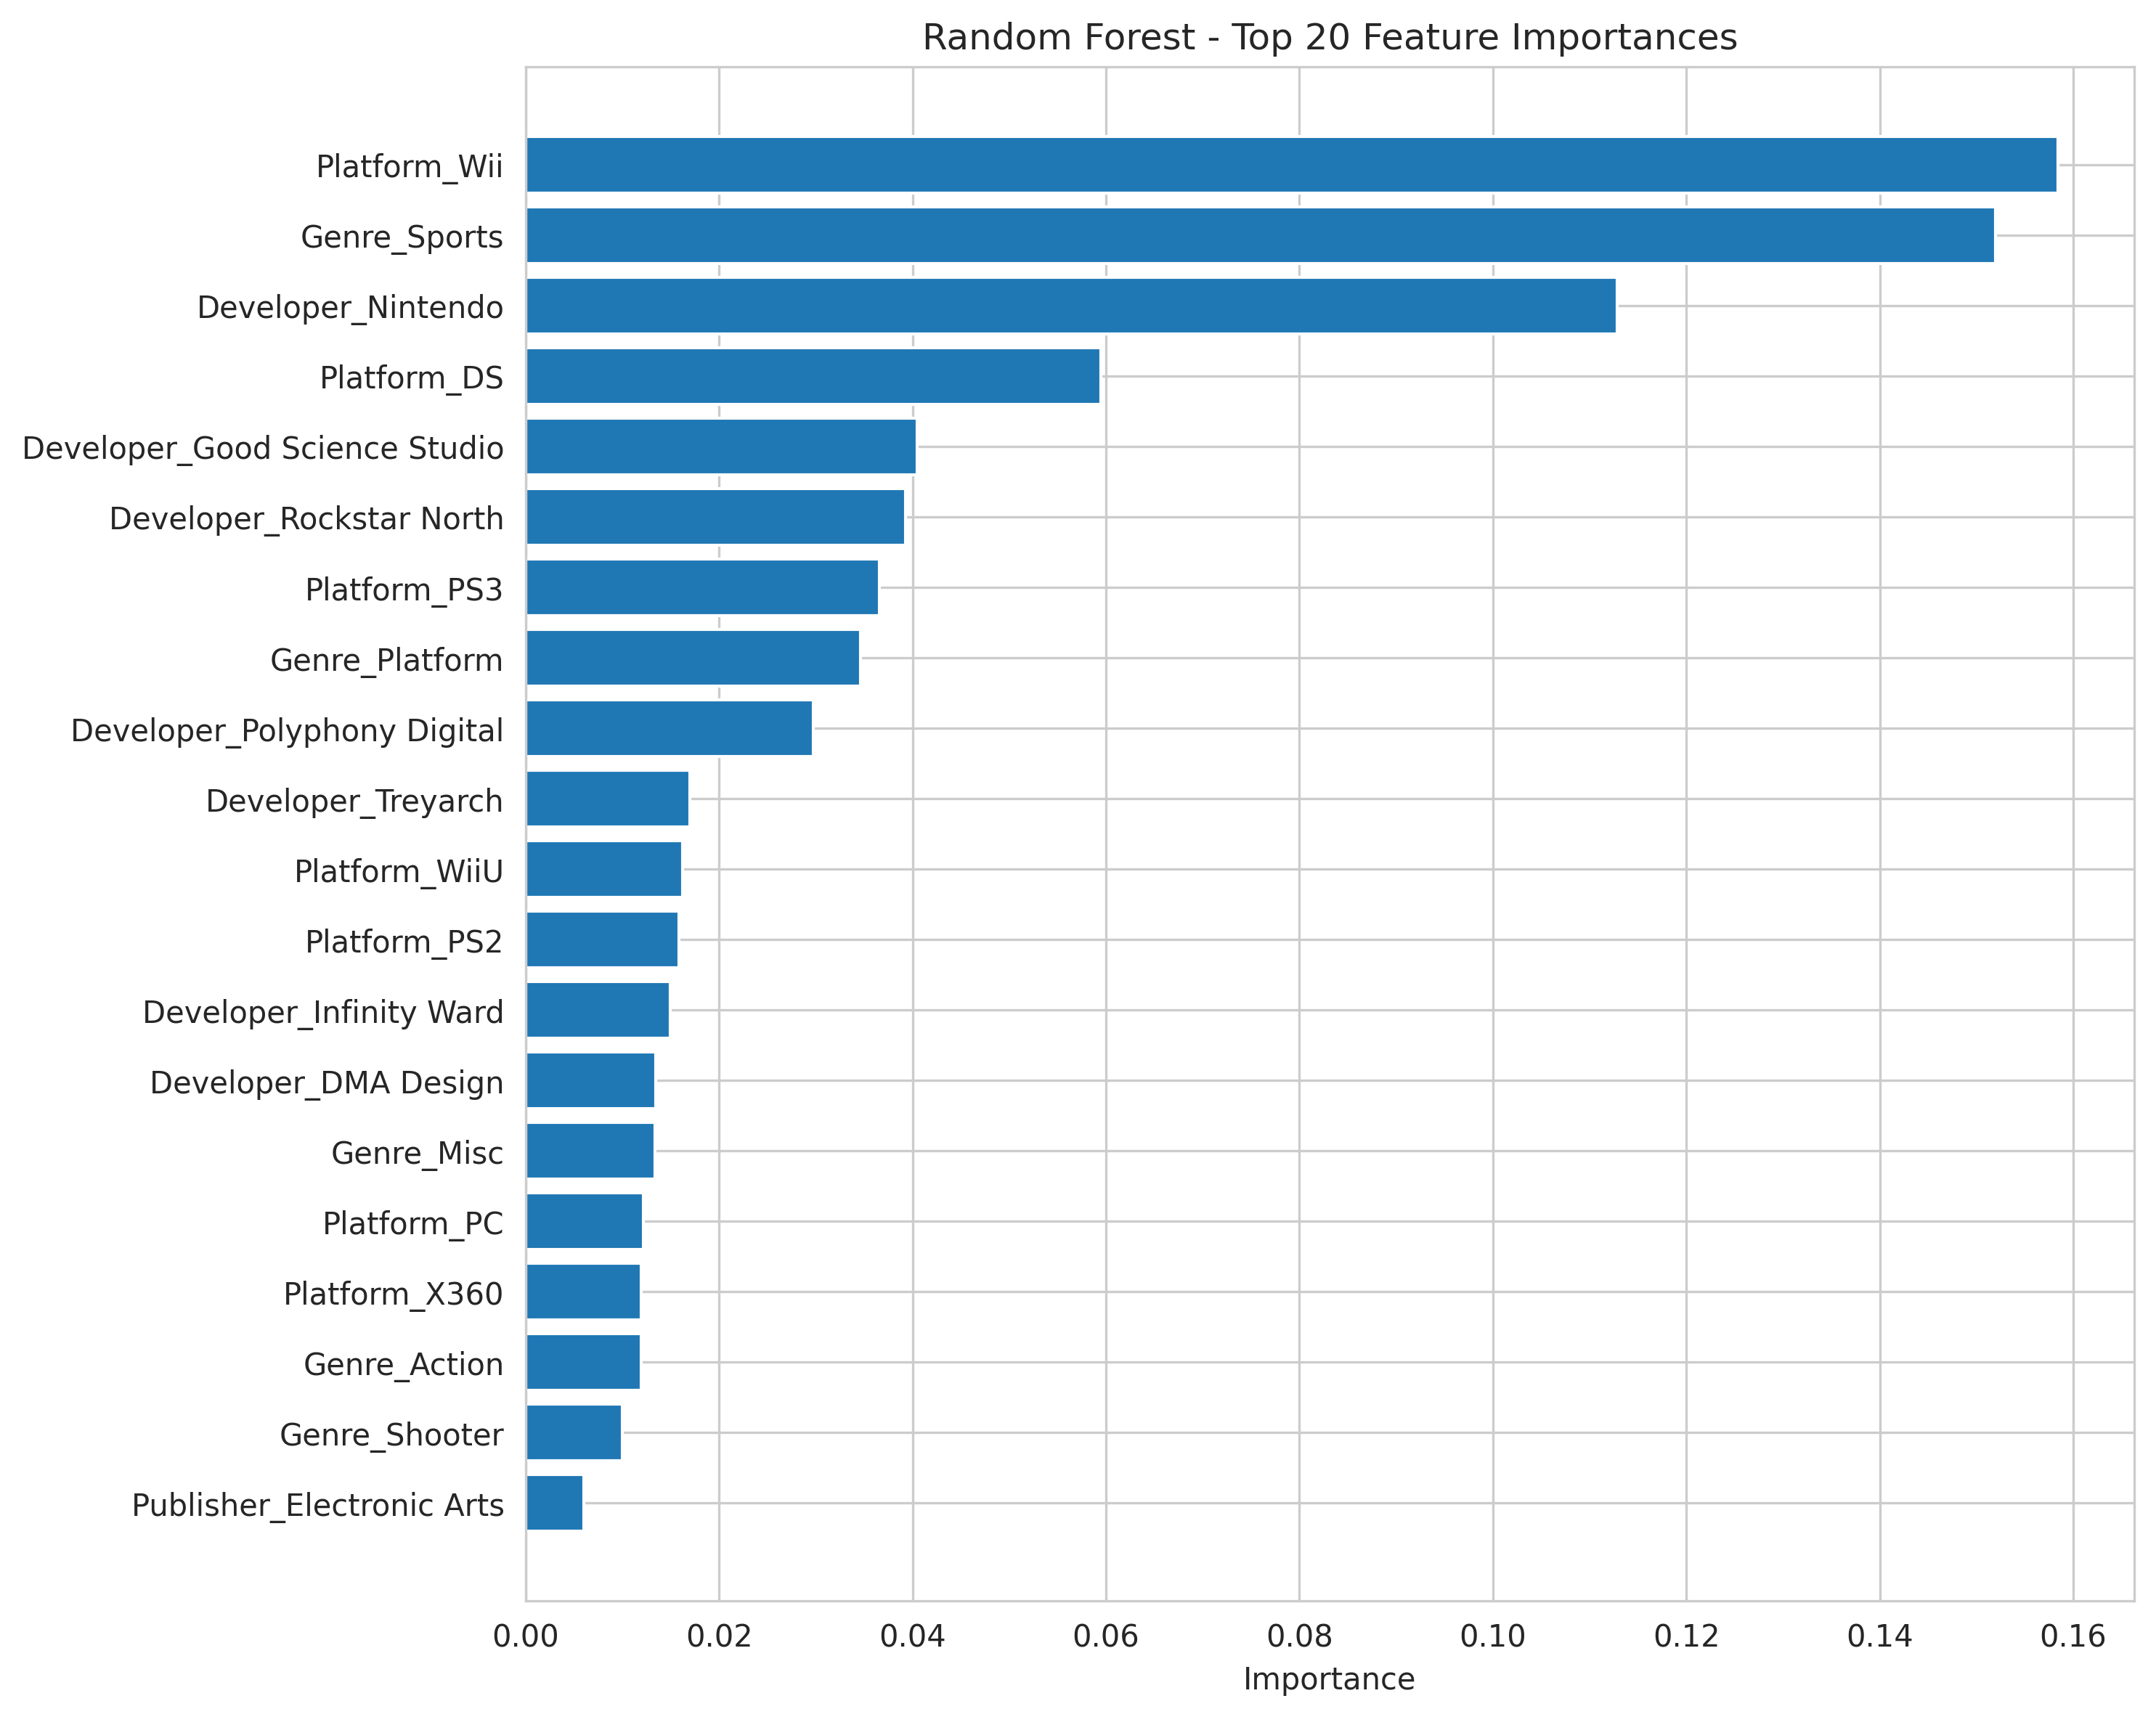 Random Forest - Top 20 Feature Importances
Platform_Wii
Genre_Sports
Developer_Nintendo
Platform_DS
Developer_Good Science Studio
Developer_Rockstar North
Platform_PS3
Genre_Platform
Developer_Polyphony Digital
Developer_Treyarch
Platform_WiiU
Platform_PS2
Developer_Infinity Ward
Developer_DMA Design
Genre_Misc
Platform_PC
Platform_X360
Genre_Action
Genre_Shooter
Publisher_Electronic Arts
0.00 0.02 0.04 0.06 0.08 0.10 0.12 0.14 0.16
Importance